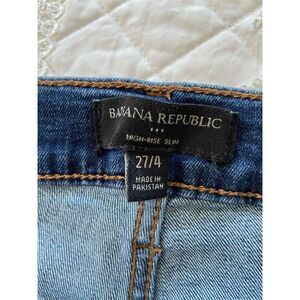 BANANA REPUBLIC
HIGH-RISE SLIM
27/4
MADE IN
PAKISTAN